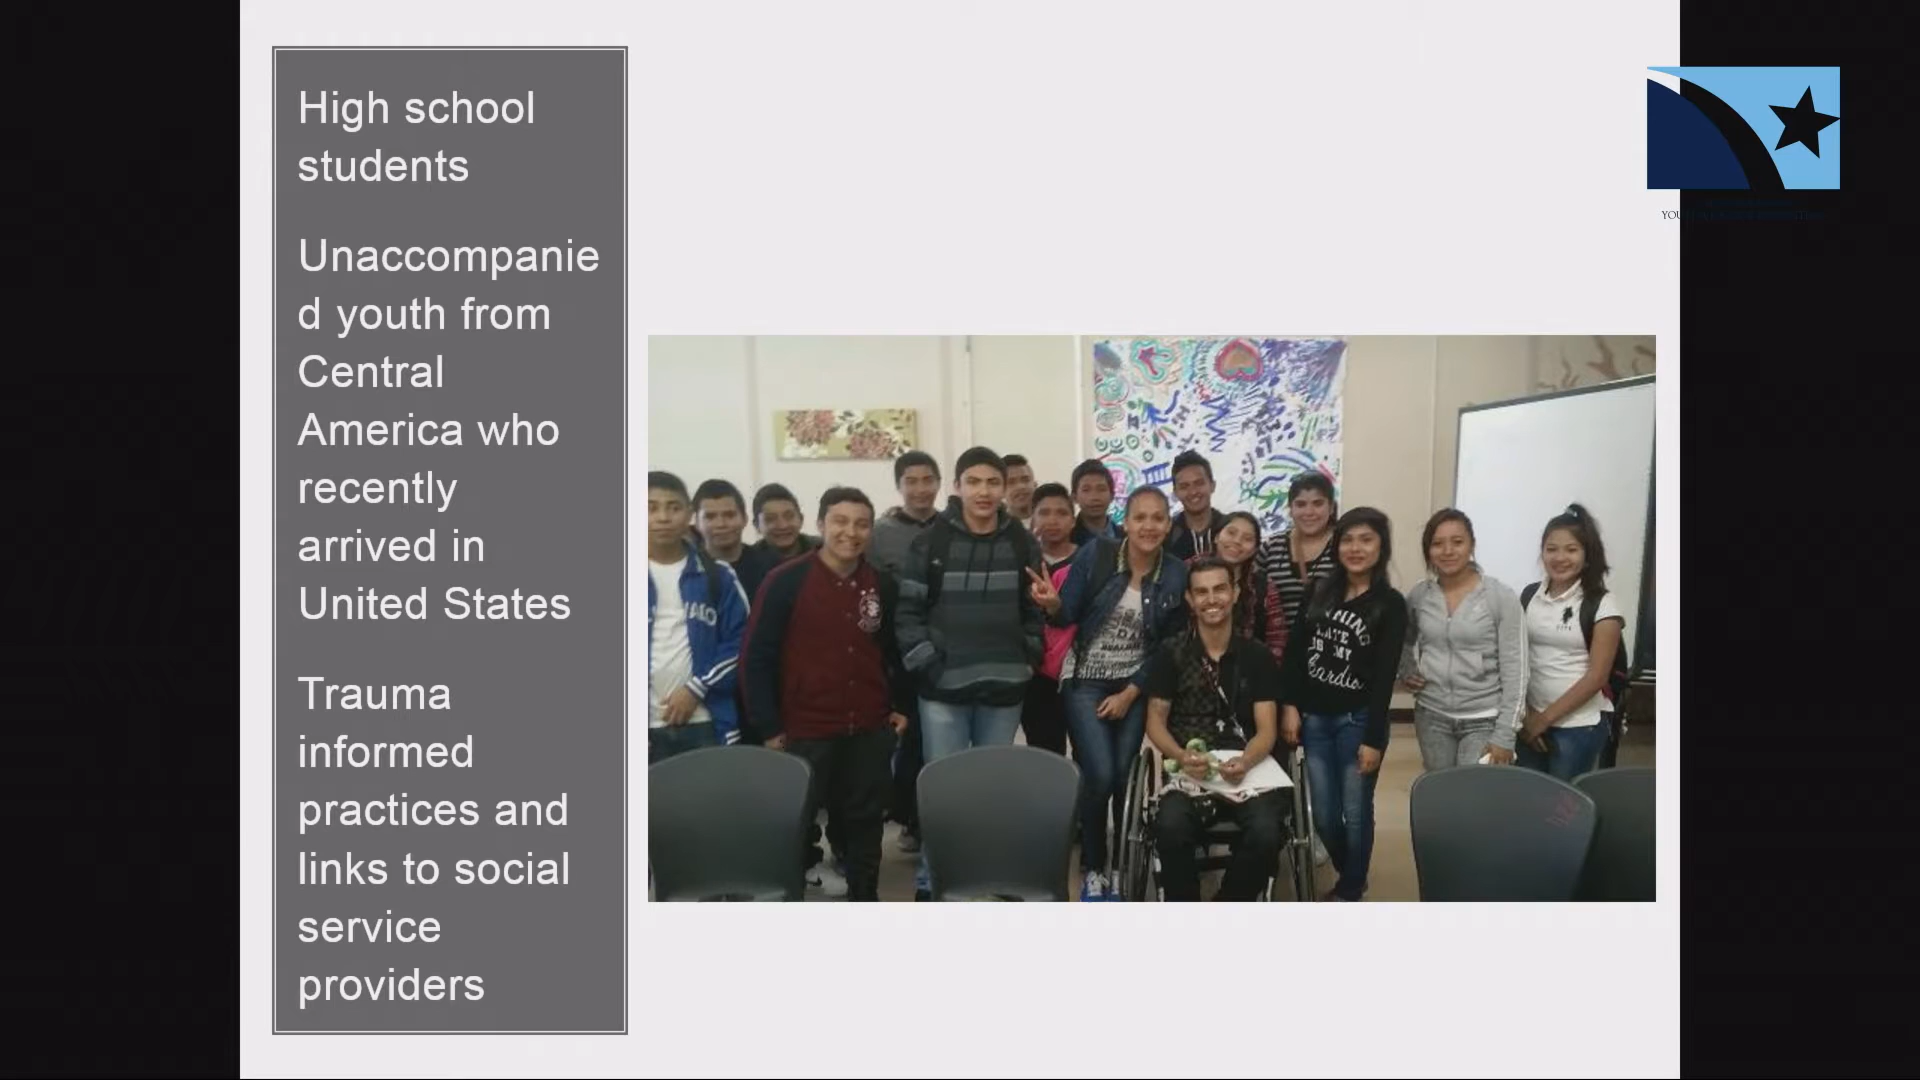 High school
students
Unaccompanie
d youth from
Central
America who
recently
arrived in
United States
Trauma
informed
practices and
links to social
service
providers